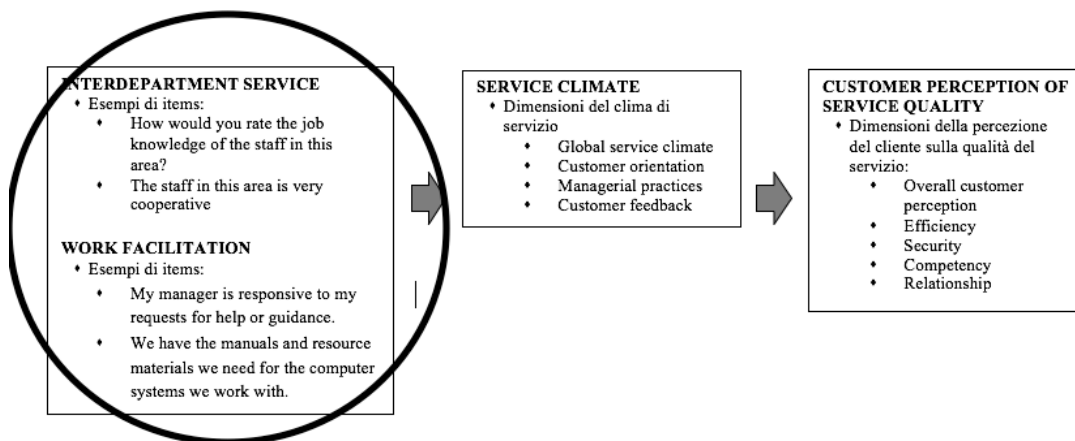 INTERDEPARTMENT SERVICE
♦ Esempi di items:
♦ How would you rate the job
knowledge of the staff in this
area?
♦ The staff in this area is very
cooperative
WORK FACILITATION
♦ Esempi di items:
♦ My manager is responsive to my
requests for help or guidance.
♦ We have the manuals and resource
materials we need for the computer
systems we work with.
SERVICE CLIMATE
♦ Dimensioni del clima di
servizio
♦ Global service climate
♦ Customer orientation
♦ Managerial practices
♦ Customer feedback
CUSTOMER PERCEPTION OF
SERVICE QUALITY
♦ Dimensioni della percezione
del cliente sulla qualità del
servizio:
♦ Overall customer
perception
♦ Efficiency
♦ Security
♦ Competency
♦ Relationship